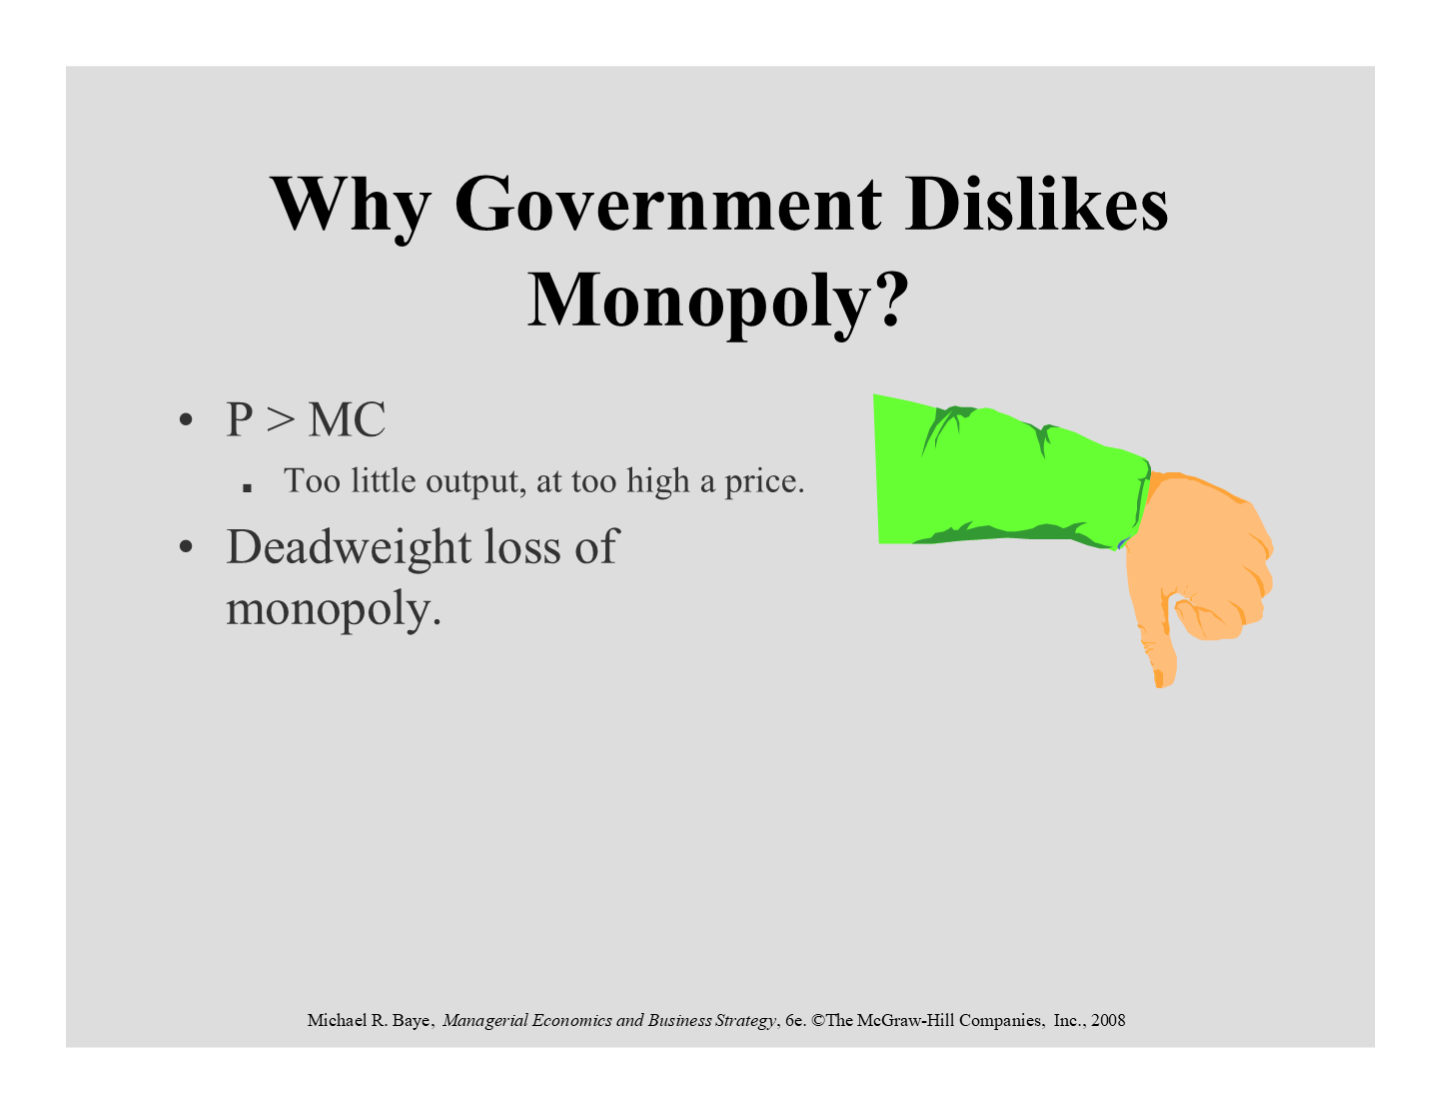 Why Government Dislikes
Monopoly?
• P > MC
▪ Too little output, at too high a price.
• Deadweight loss of
monopoly.
Michael R. Baye, Managerial Economics and Business Strategy, 6e. ©The McGraw-Hill Companies, Inc., 2008